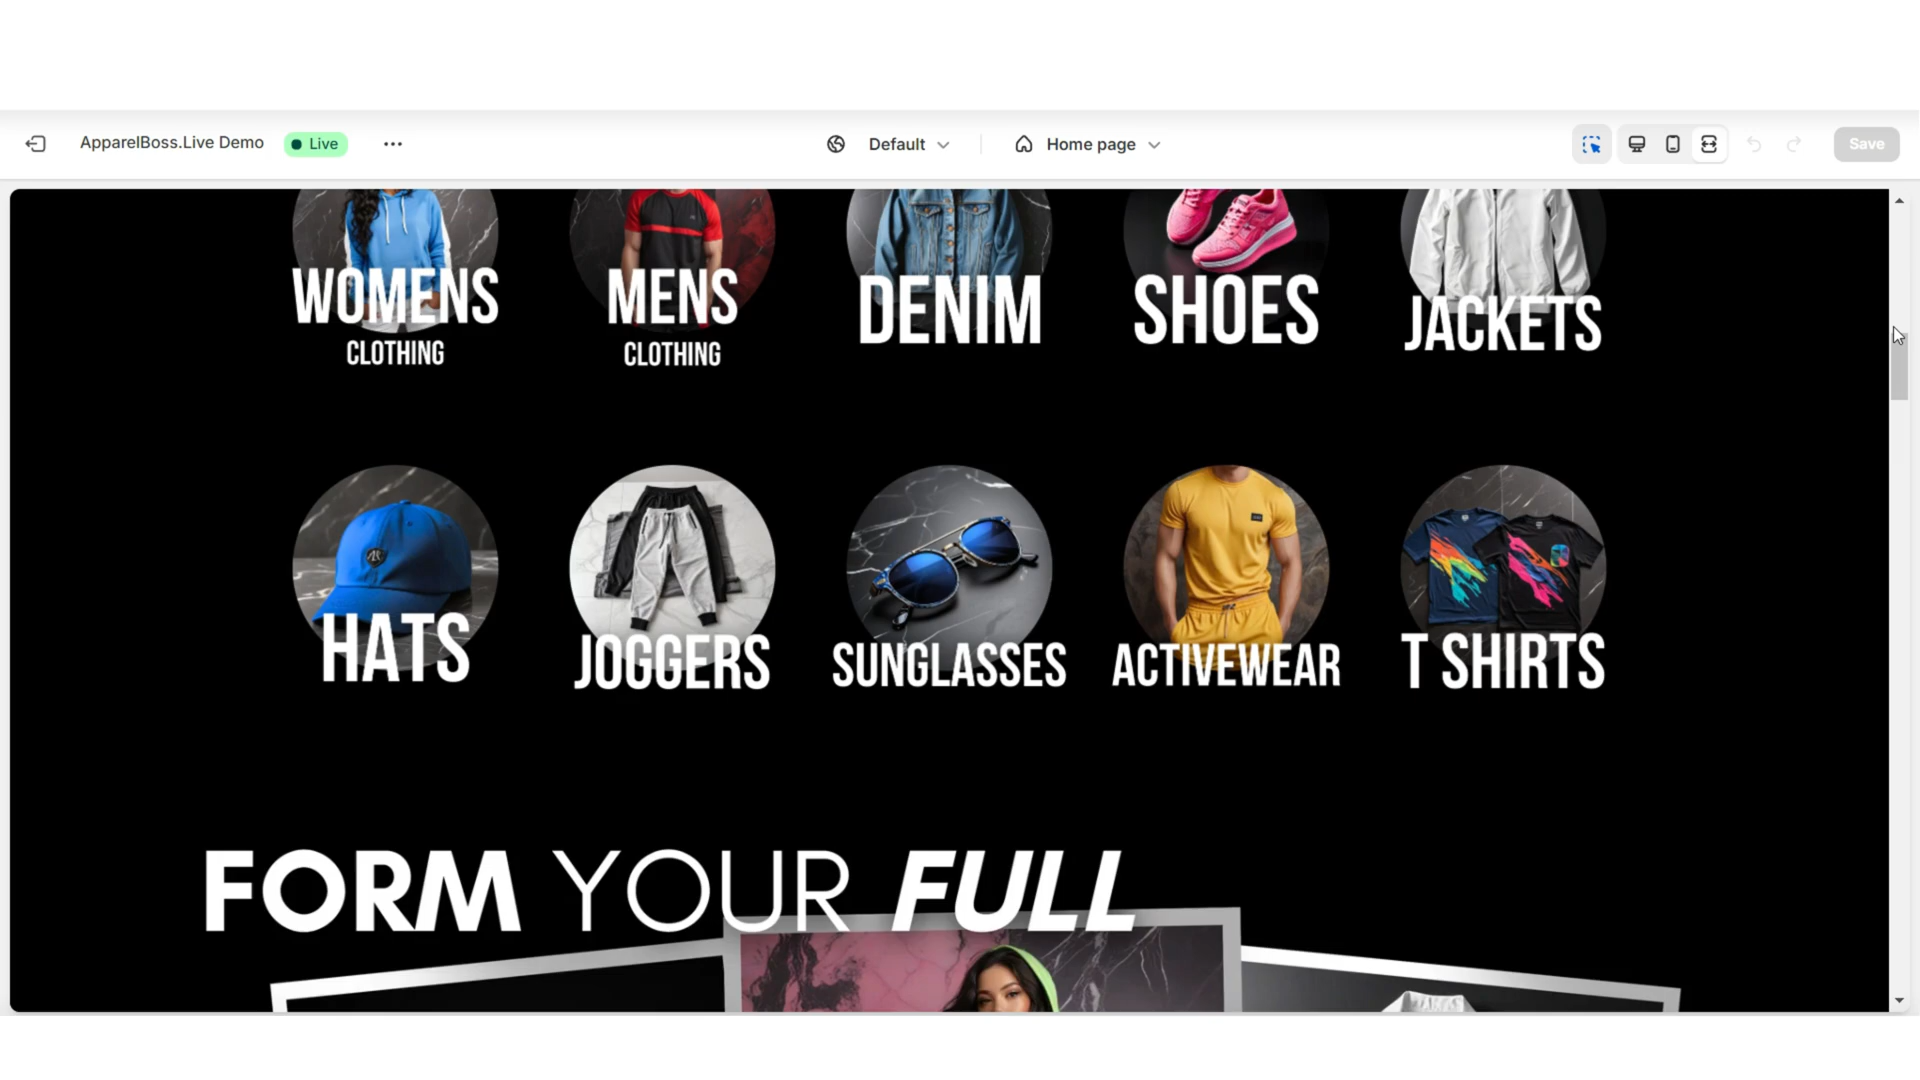 ApparelBoss.Live Demo
Live
Default
Home page
Save
WOMENS
CLOTHING
MENS
CLOTHING
DENIM
SHOES
JACKETS
HATS
JOGGERS
SUNGLASSES
ACTIVEWEAR
T SHIRTS
FORM YOUR FULL